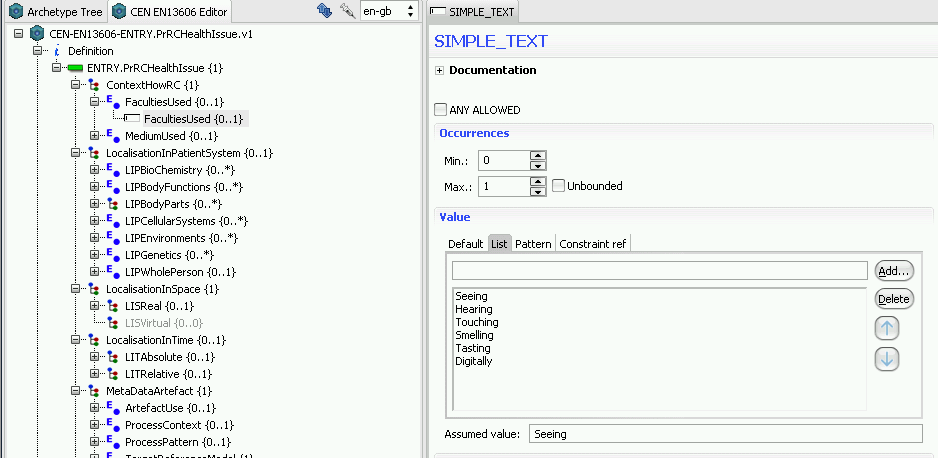 Archetype Tree
CEN EN13606 Editor
en-gb
CEN-EN13606-ENTRY.PrRCHealthIssue.v1
Definition
ENTRY.PrRCHealthIssue {1}
ContextHowRC {1}
FacultiesUsed {0..1}
FacultiesUsed {0..1}
MediumUsed {0..1}
LocalisationInPatientSystem {0..1}
LIPBioChemistry {0..*}
LIPBodyFunctions {0..*}
LIPBodyParts {0..*}
LIPCellularSystems {0..*}
LIPEnvironments {0..*}
LIPGenetics {0..*}
LIPWholePerson {0..1}
LocalisationInSpace {1}
LISReal {0..1}
LISVirtual {0..0}
LocalisationInTime {0..1}
LITAbsolute {0..1}
LITRelative {0..1}
MetaDataArtefact {1}
ArtefactUse {0..1}
ProcessContext {0..1}
ProcessPattern {0..1}
TargetReferenceModel {0..1}
SIMPLE_TEXT
SIMPLE_TEXT
Documentation
ANY ALLOWED
Occurrences
Min.: 0
Max.: 1 Unbounded
Value
Default List Pattern Constraint ref
Add...
Seeing
Hearing
Touching
Smelling
Tasting
Digitally
Delete
Assumed value: Seeing